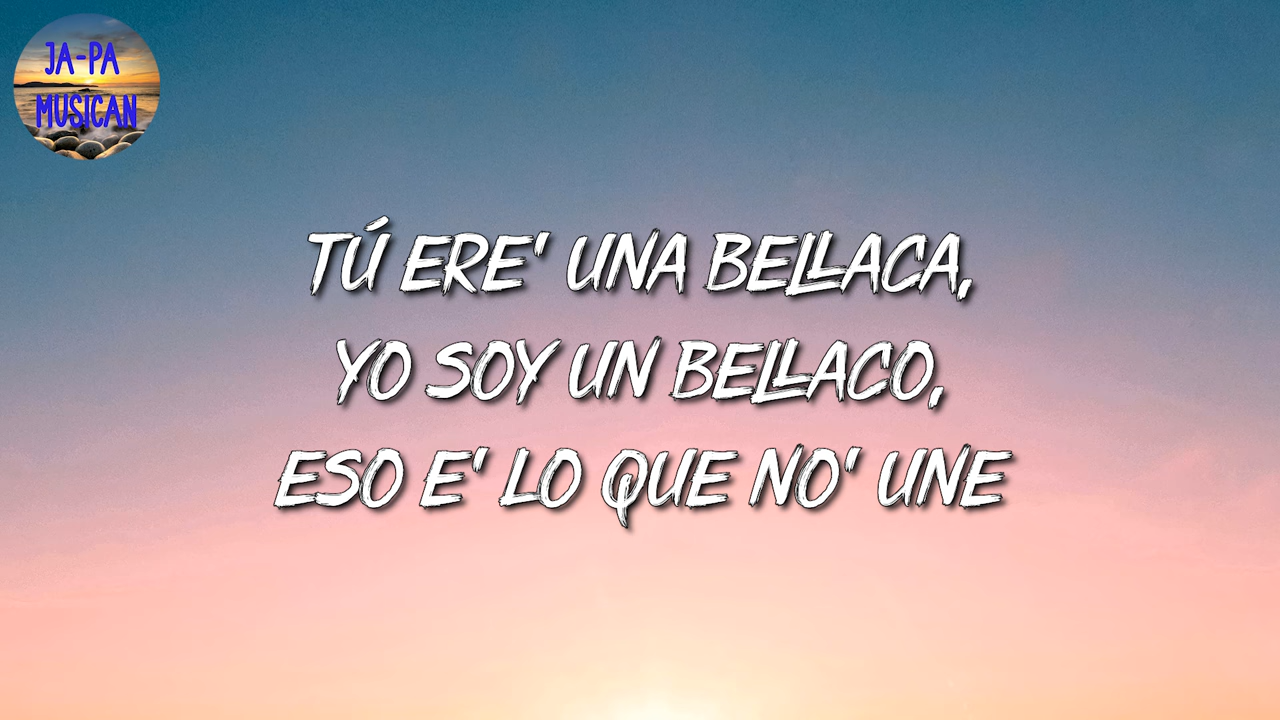 JA-PA
MUSICAN
TÚ ERE' UNA BELLACA,
YO SOY UN BELLACO,
ESO E' LO QUE NO' UNE